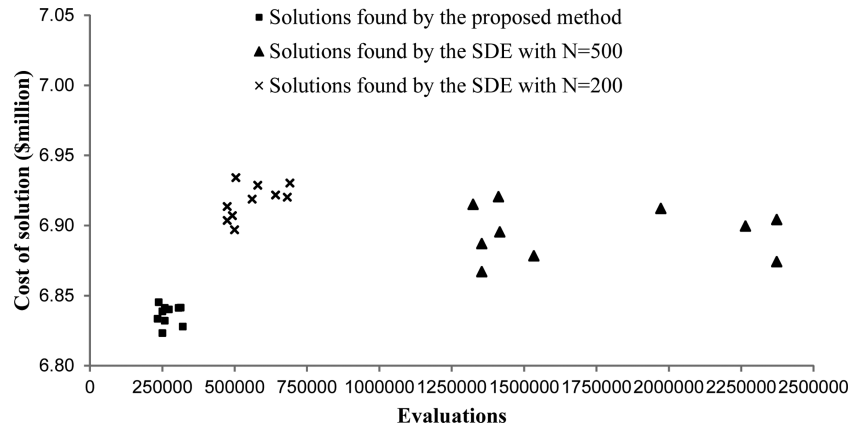 7.05
Solutions found by the proposed method
Solutions found by the SDE with N=500
7.00
Solutions found by the SDE with N=200
6.95
6.90
6.85
6.80
Cost of solution ($million)
0 250000 500000 750000 1000000 1250000 1500000 1750000 2000000 2250000 2500000
Evaluations